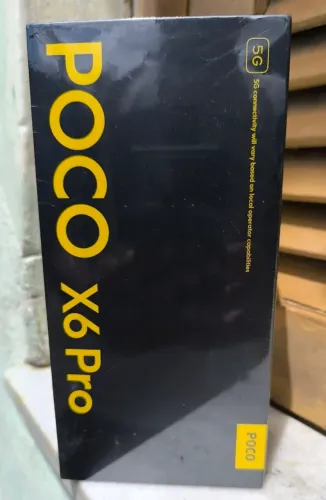 POCO X6 Pro
5G
5G connectivity will vary based on local operator capabilities
POCO